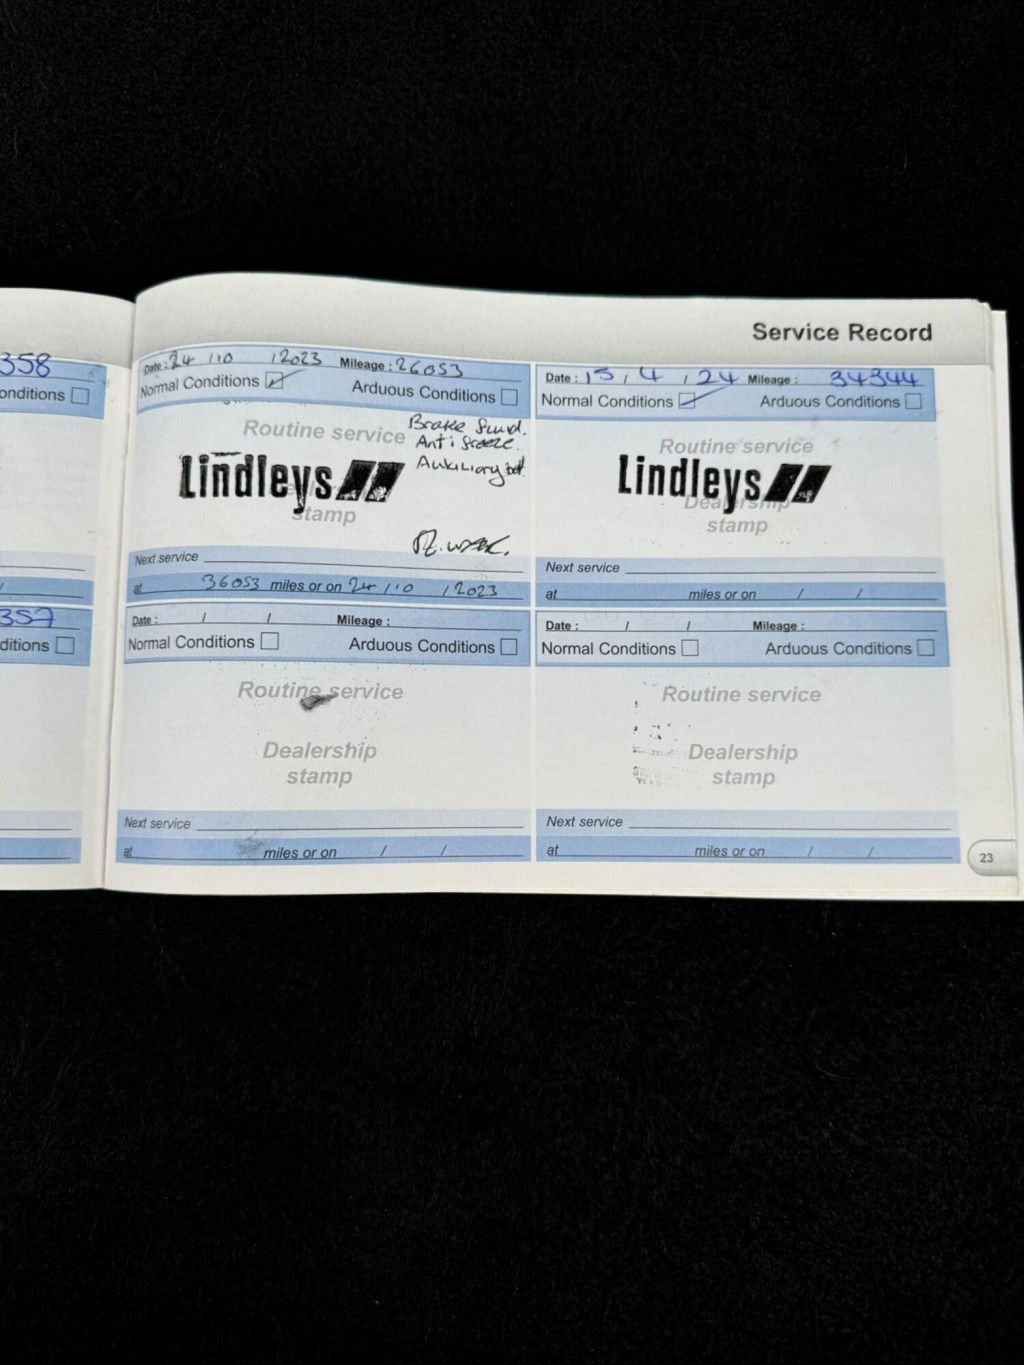 Service Record
358
onditions
Date : 24 / 10 / 2023 Mileage : 26053
Normal Conditions Arduous Conditions
Routine service
Brake fluid.
Anti freeze.
Auxiliary batt.
Lindleys
stamp
Next service
at 36053 miles or on 24 / 10 / 2023
Date : 15 / 4 / 24 Mileage : 34344
Normal Conditions Arduous Conditions
Routine service
Lindleys
Dealership
stamp
Next service
at miles or on / /
357
ditions
Date : / / Mileage :
Normal Conditions Arduous Conditions
Routine service
Dealership
stamp
Next service
at miles or on / /
Date : / / Mileage :
Normal Conditions Arduous Conditions
Routine service
Dealership
stamp
Next service
at miles or on / /
23